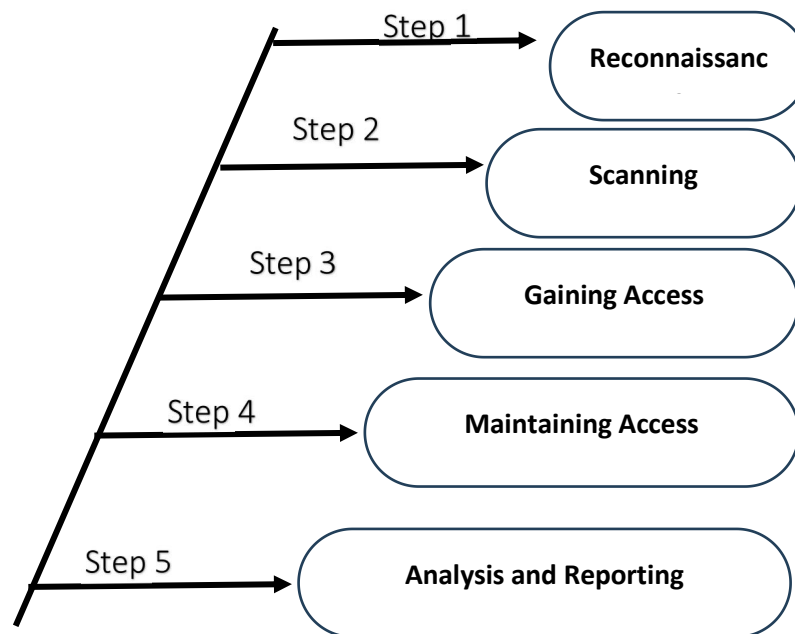 Step 1
Reconnaissanc
Step 2
Scanning
Step 3
Gaining Access
Step 4
Maintaining Access
Step 5
Analysis and Reporting